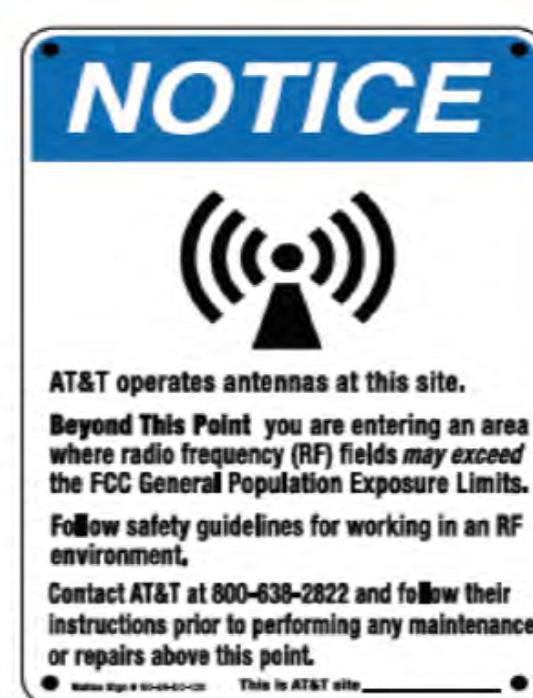 NOTICE
AT&T operates antennas at this site.
Beyond This Point you are entering an area
where radio frequency (RF) fields may exceed
the FCC General Population Exposure Limits.
Follow safety guidelines for working in an RF
environment.
Contact AT&T at 800-638-2822 and follow their
instructions prior to performing any maintenance
or repairs above this point.
This is AT&T site